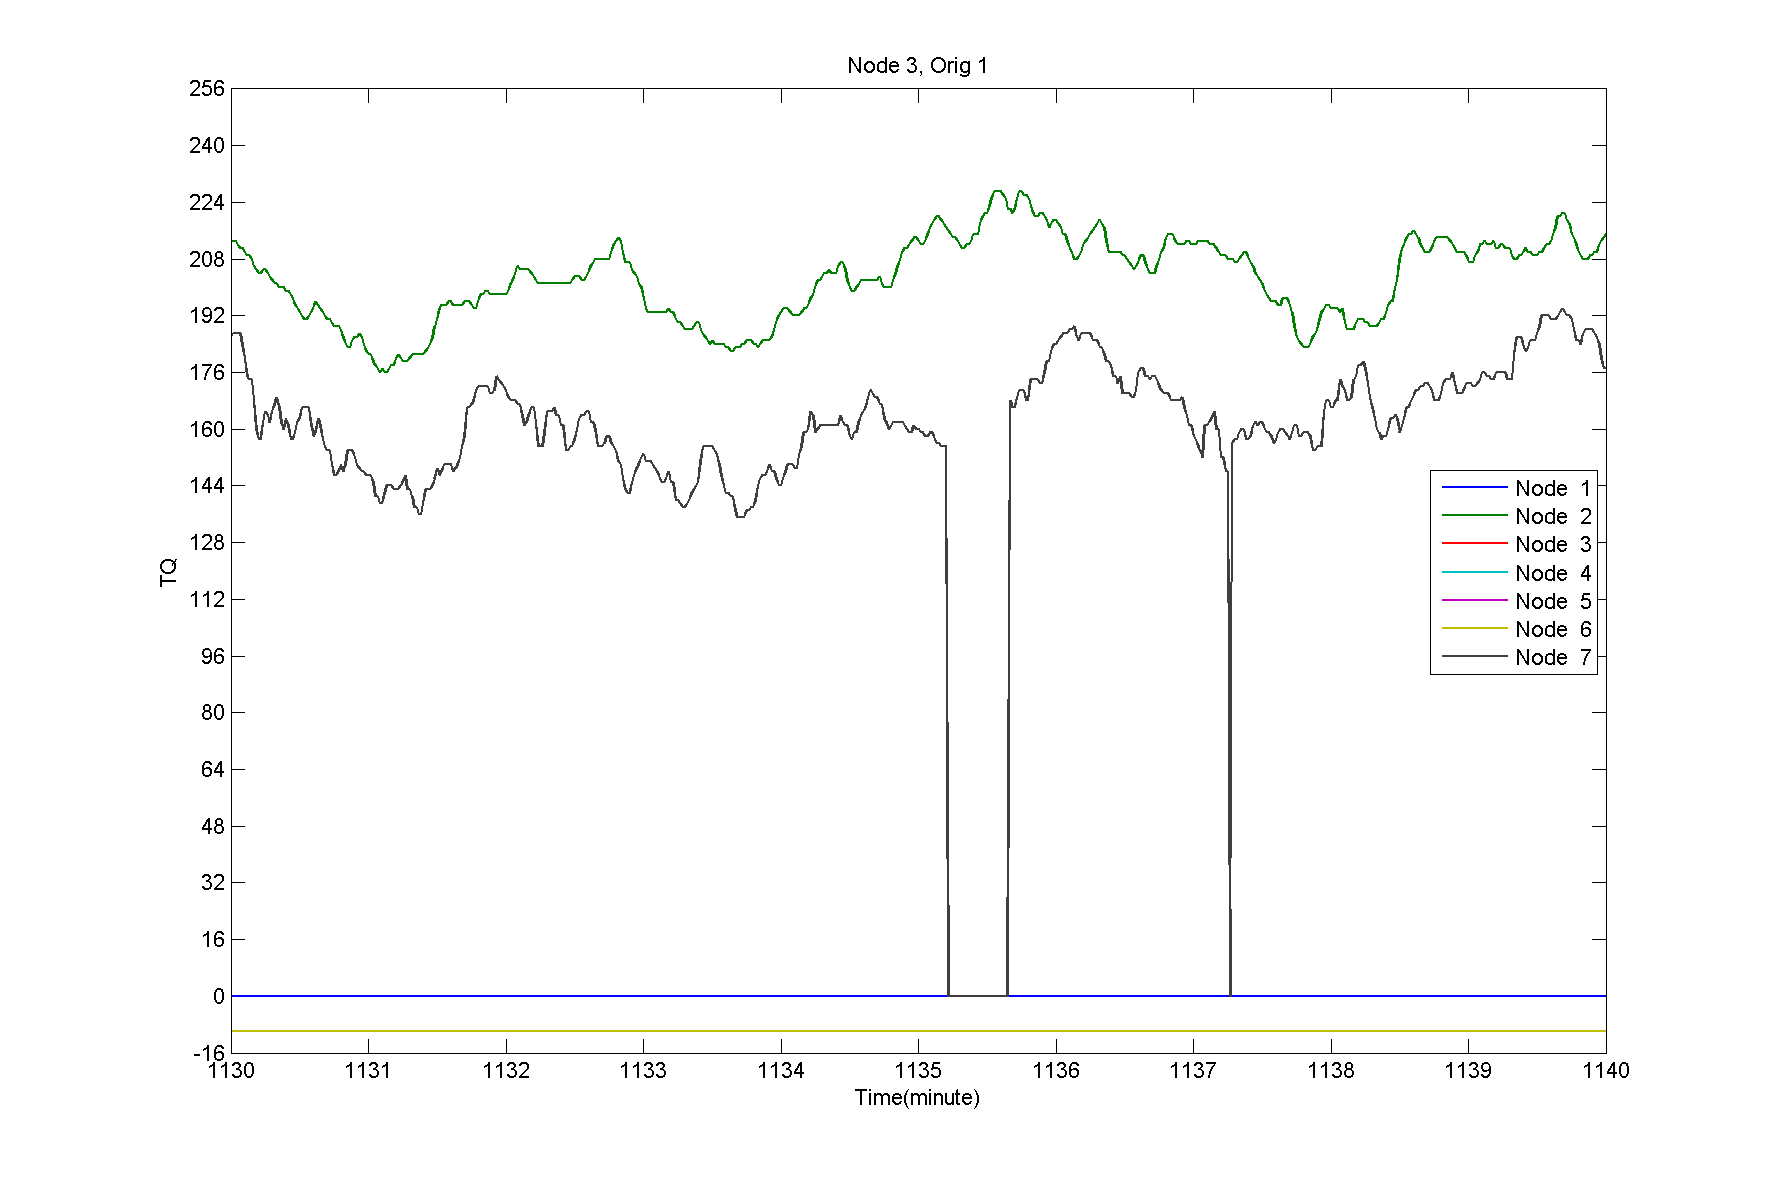 Node 3, Orig 1
256
240
224
208
192
176
160
144
128
112
96
80
64
48
32
16
0
-16
TQ
Node 1
Node 2
Node 3
Node 4
Node 5
Node 6
Node 7
1130 1131 1132 1133 1134 1135 1136 1137 1138 1139 1140
Time(minute)